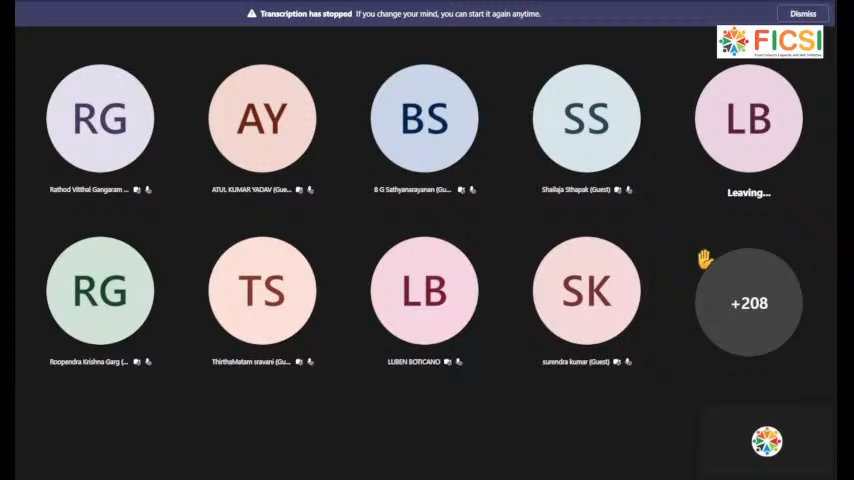 Transcription has stopped If you change your mind, you can start it again anytime.
Dismiss
FICSI
RG
AY
BS
SS
LB
Rathod Vitthal Gangaram ...
ATUL KUMAR YADAV (Gue...
B G Sathyanarayanan (Gu...
Shailaja Sthapak (Guest)
Leaving...
RG
TS
LB
SK
+208
Roopendra Krishna Garg (...
ThirthaMatam sravani (Gu...
LUBEN BOTICANO
surendra kumar (Guest)